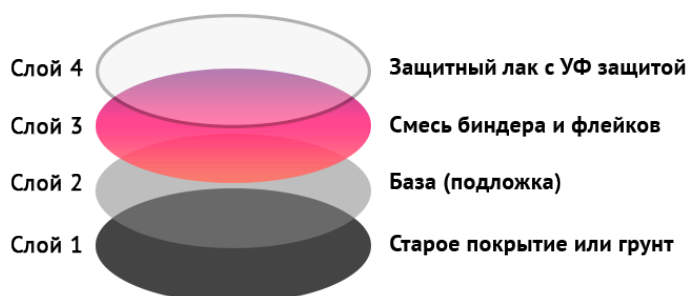 Слой 4 Защитный лак с УФ защитой
Слой 3 Смесь биндера и флейков
Слой 2 База (подложка)
Слой 1 Старое покрытие или грунт